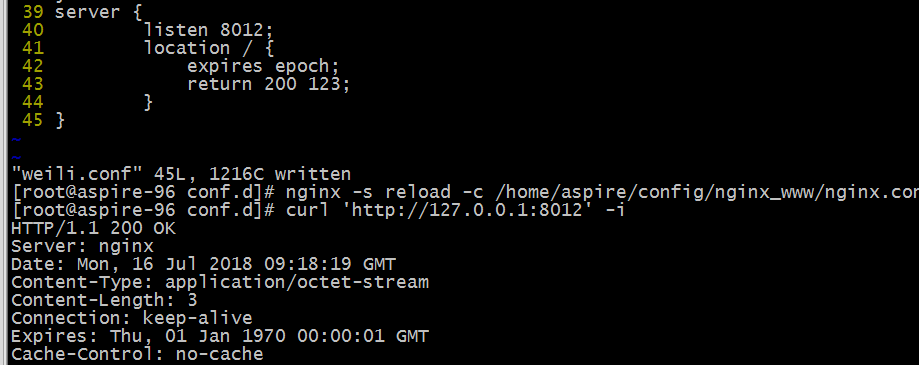 39 server {
40 listen 8012;
41 location / {
42 expires epoch;
43 return 200 123;
44 }
45 }
~
~
"weili.conf" 45L, 1216C written
[root@aspire-96 conf.d]# nginx -s reload -c /home/aspire/config/nginx_www/nginx.con
[root@aspire-96 conf.d]# curl 'http://127.0.0.1:8012' -i
HTTP/1.1 200 OK
Server: nginx
Date: Mon, 16 Jul 2018 09:18:19 GMT
Content-Type: application/octet-stream
Content-Length: 3
Connection: keep-alive
Expires: Thu, 01 Jan 1970 00:00:01 GMT
Cache-Control: no-cache